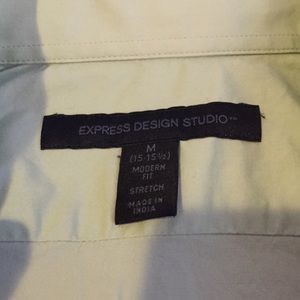 EXPRESS DESIGN STUDIO™
M
(15-15½)
MODERN
FIT
STRETCH
MADE IN
INDIA